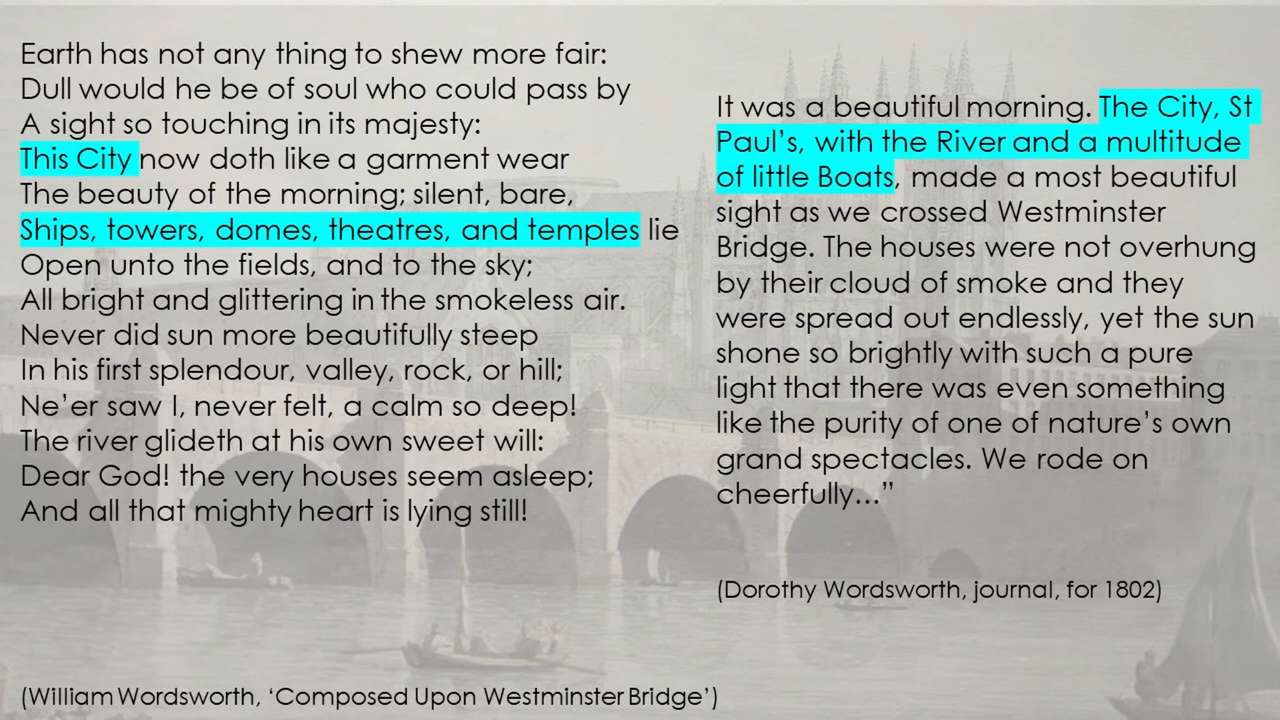 Earth has not any thing to shew more fair:
Dull would he be of soul who could pass by
A sight so touching in its majesty:
This City now doth like a garment wear
The beauty of the morning; silent, bare,
Ships, towers, domes, theatres, and temples lie
Open unto the fields, and to the sky;
All bright and glittering in the smokeless air.
Never did sun more beautifully steep
In his first splendour, valley, rock, or hill;
Ne’er saw I, never felt, a calm so deep!
The river glideth at his own sweet will:
Dear God! the very houses seem asleep;
And all that mighty heart is lying still!
(William Wordsworth, ‘Composed Upon Westminster Bridge’)
It was a beautiful morning. The City, St
Paul’s, with the River and a multitude
of little Boats, made a most beautiful
sight as we crossed Westminster
Bridge. The houses were not overhung
by their cloud of smoke and they
were spread out endlessly, yet the sun
shone so brightly with such a pure
light that there was even something
like the purity of one of nature’s own
grand spectacles. We rode on
cheerfully…”
(Dorothy Wordsworth, journal, for 1802)